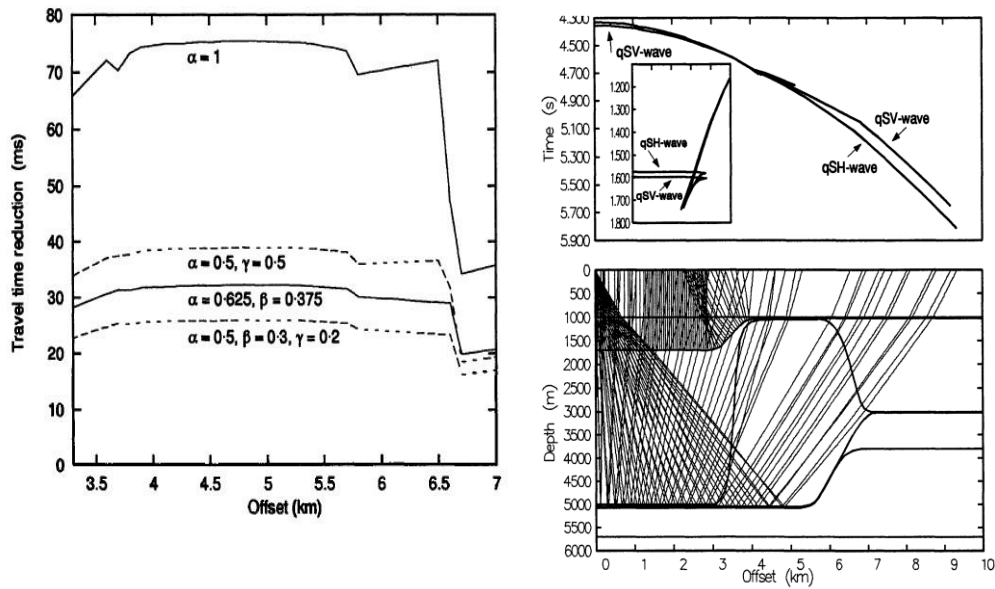 80
70
60
50
40
30
20
10
0
Travel time reduction (ms)
α = 1
α = 0·5, γ = 0·5
α = 0·625, β = 0·375
α = 0·5, β = 0·3, γ = 0·2
3.5 4 4.5 5 5.5 6 6.5 7
Offset (km)
4.300
4.500
4.700
4.900
5.100
5.300
5.500
5.700
5.900
Time (s)
qSV-wave
1.200
1.300
1.400
1.500
1.600
1.700
1.800
qSH-wave
qSV-wave
qSV-wave
qSH-wave
0
500
1000
1500
2000
2500
3000
3500
4000
4500
5000
5500
6000
Depth (m)
0 1 2 3 4 5 6 7 8 9 10
Offset (km)